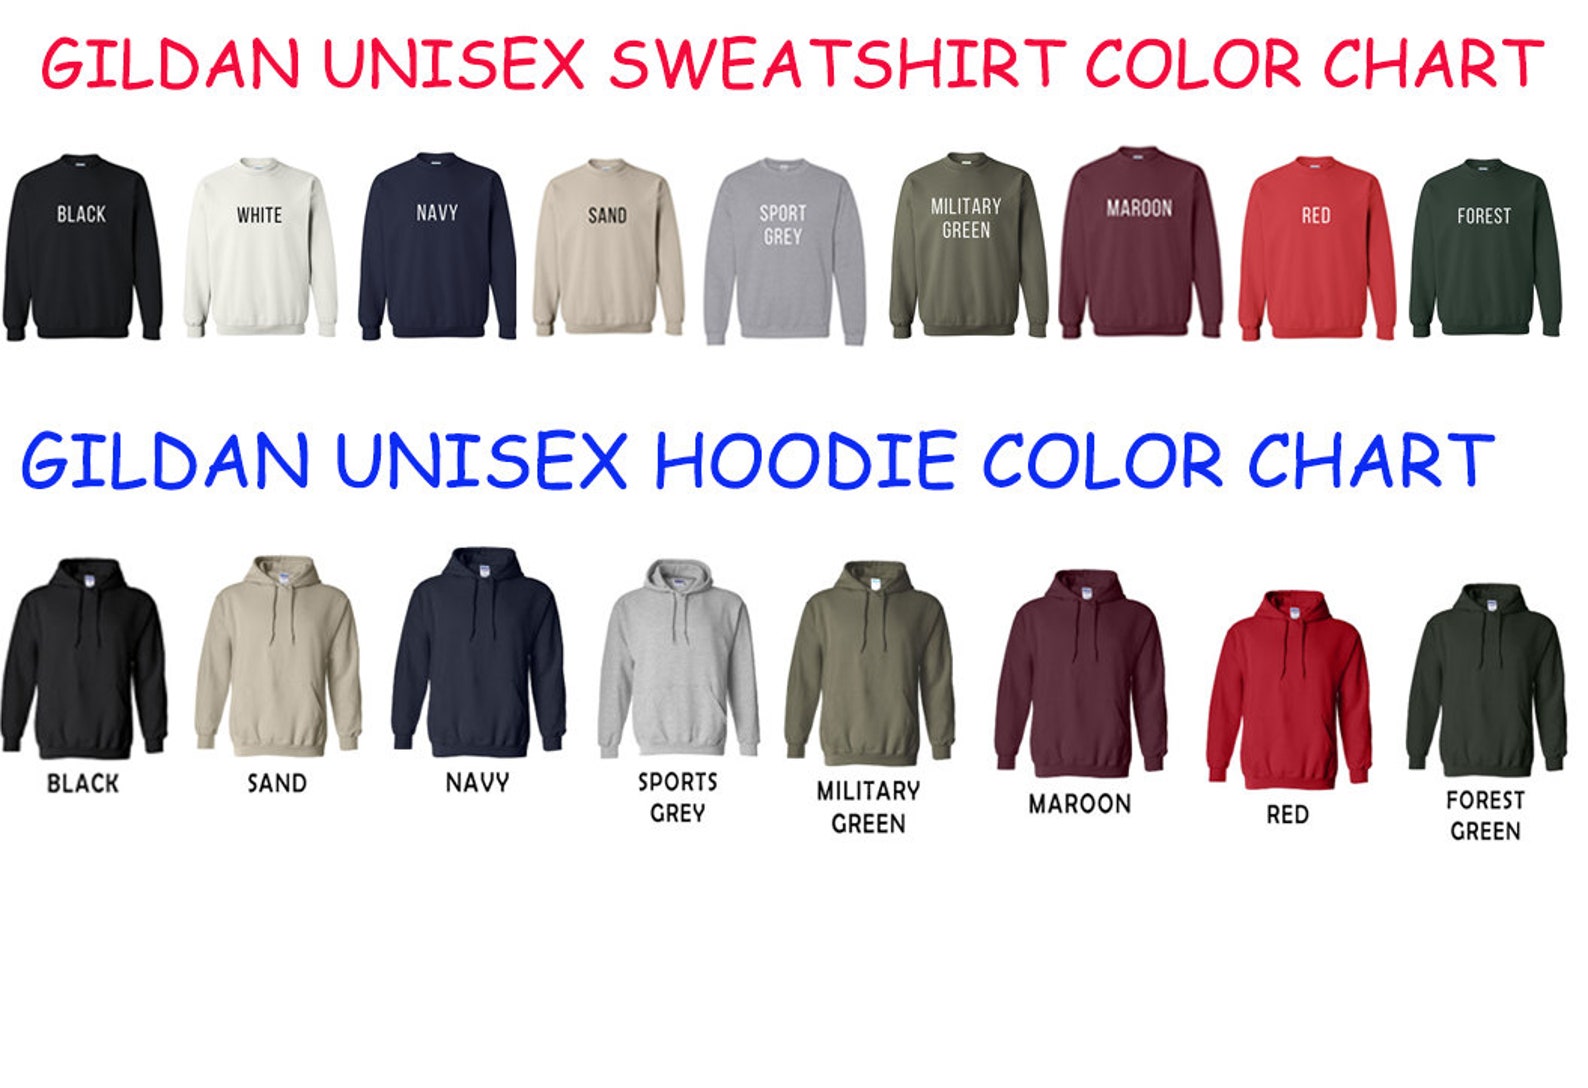 GILDAN UNISEX SWEATSHIRT COLOR CHART
BLACK
WHITE
NAVY
SAND
SPORT
GREY
MILITARY
GREEN
MAROON
RED
FOREST
GILDAN UNISEX HOODIE COLOR CHART
BLACK
SAND
NAVY
SPORTS
GREY
MILITARY
GREEN
MAROON
RED
FOREST
GREEN